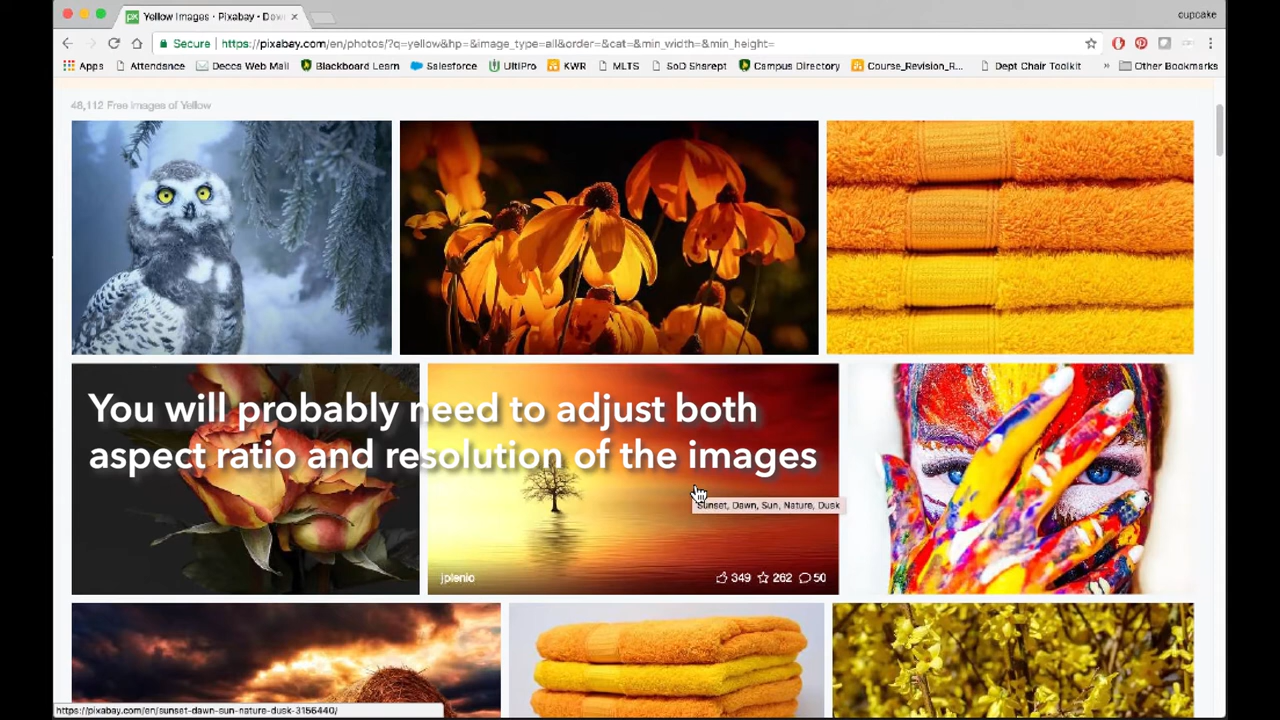 Yellow Images · Pixabay · Dow
cupcake
Secure https://pixabay.com/en/photos/?q=yellow&hp=&image_type=all&order=&cat=&min_width=&min_height=
Apps Attendance Decca Web Mail Blackboard Learn Salesforce UltiPro KWR MLTS SoD Sharept Campus Directory Course_Revision_R... Dept Chair Toolkit » Other Bookmarks
48,112 Free images of Yellow
You will probably need to adjust both
aspect ratio and resolution of the images
Sunset, Dawn, Sun, Nature, Dusk
jplenio 349 262 50
https://pixabay.com/en/sunset-dawn-sun-nature-dusk-3156440/